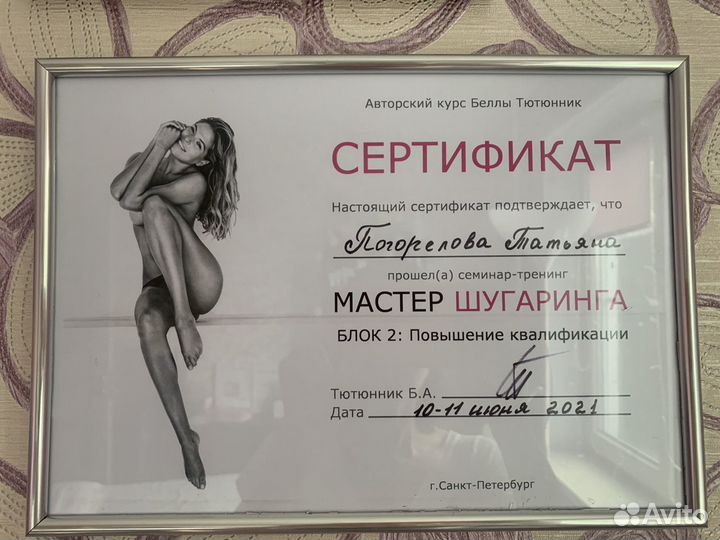 Авторский курс Беллы Тютюнник
СЕРТИФИКАТ
Настоящий сертификат подтверждает, что
Погорелова Татьяна
прошел(а) семинар-тренинг
МАСТЕР ШУГАРИНГА
БЛОК 2: Повышение квалификации
Тютюнник Б.А.
Дата 10-11 июня 2021
г.Санкт-Петербург
Avito